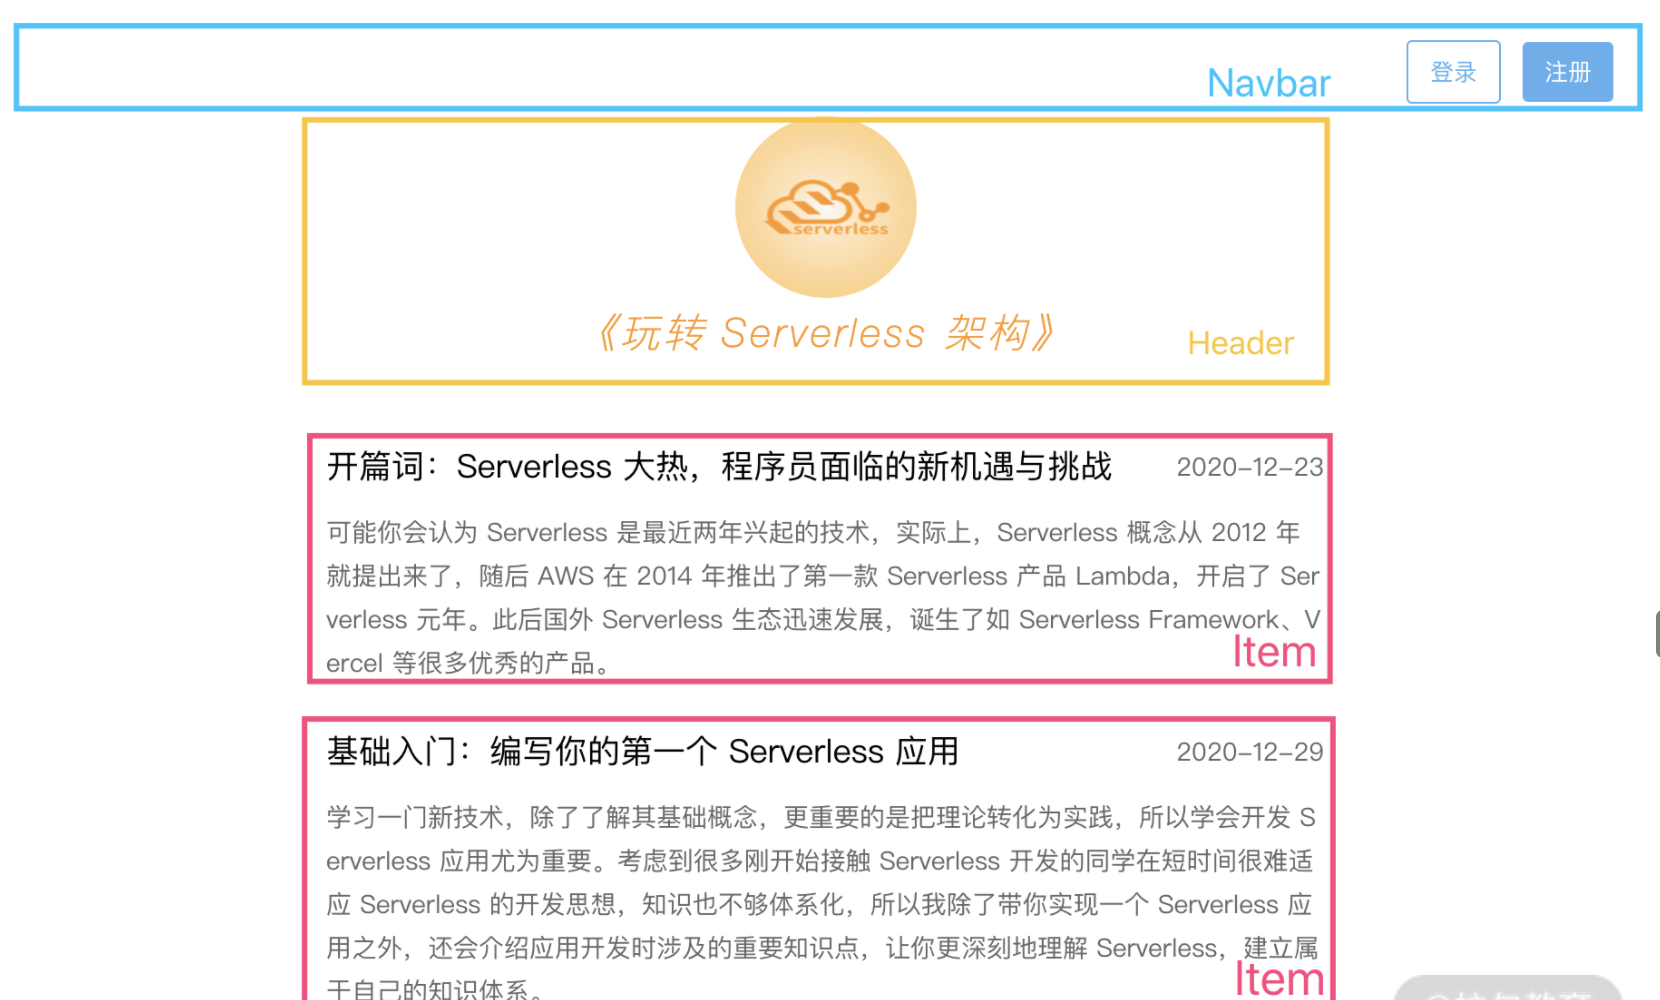 登录
注册
Navbar
serverless
《玩转 Serverless 架构》
Header
开篇词：Serverless 大热，程序员面临的新机遇与挑战
2020-12-23
可能你会认为 Serverless 是最近两年兴起的技术，实际上，Serverless 概念从 2012 年
就提出来了，随后 AWS 在 2014 年推出了第一款 Serverless 产品 Lambda，开启了 Ser
verless 元年。此后国外 Serverless 生态迅速发展，诞生了如 Serverless Framework、V
ercel 等很多优秀的产品。
Item
基础入门：编写你的第一个 Serverless 应用
2020-12-29
学习一门新技术，除了了解其基础概念，更重要的是把理论转化为实践，所以学会开发 S
erverless 应用尤为重要。考虑到很多刚开始接触 Serverless 开发的同学在短时间很难适
应 Serverless 的开发思想，知识也不够体系化，所以我除了带你实现一个 Serverless 应
用之外，还会介绍应用开发时涉及的重要知识点，让你更深刻地理解 Serverless，建立属
于自己的知识体系。
Item